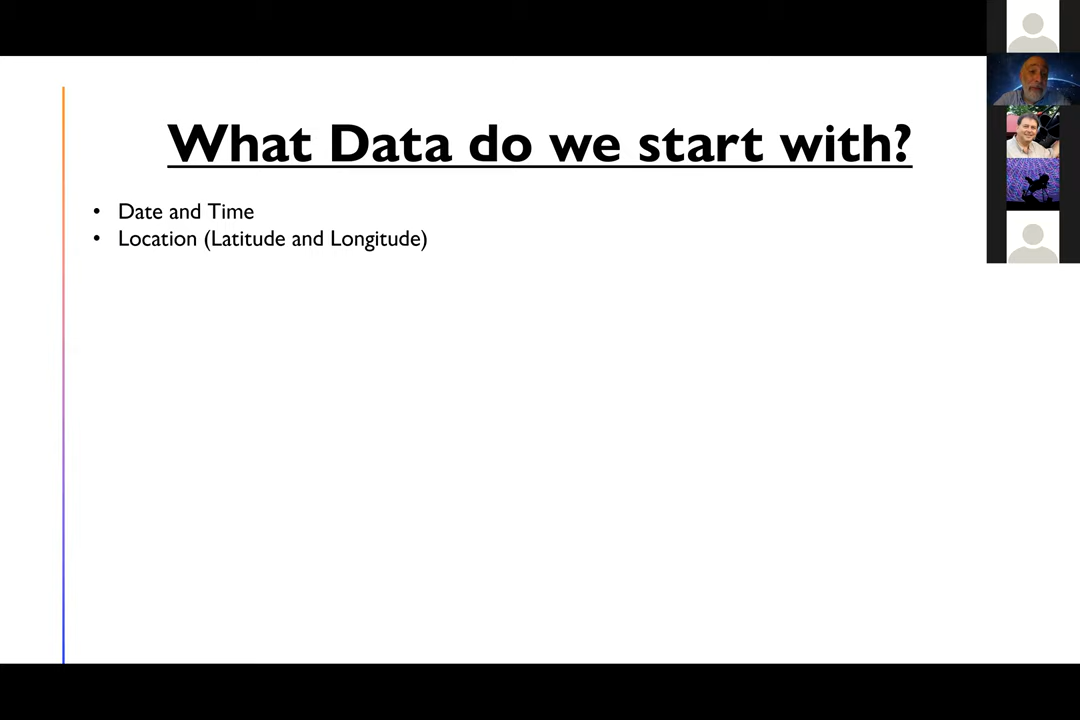 What Data do we start with?
• Date and Time
• Location (Latitude and Longitude)